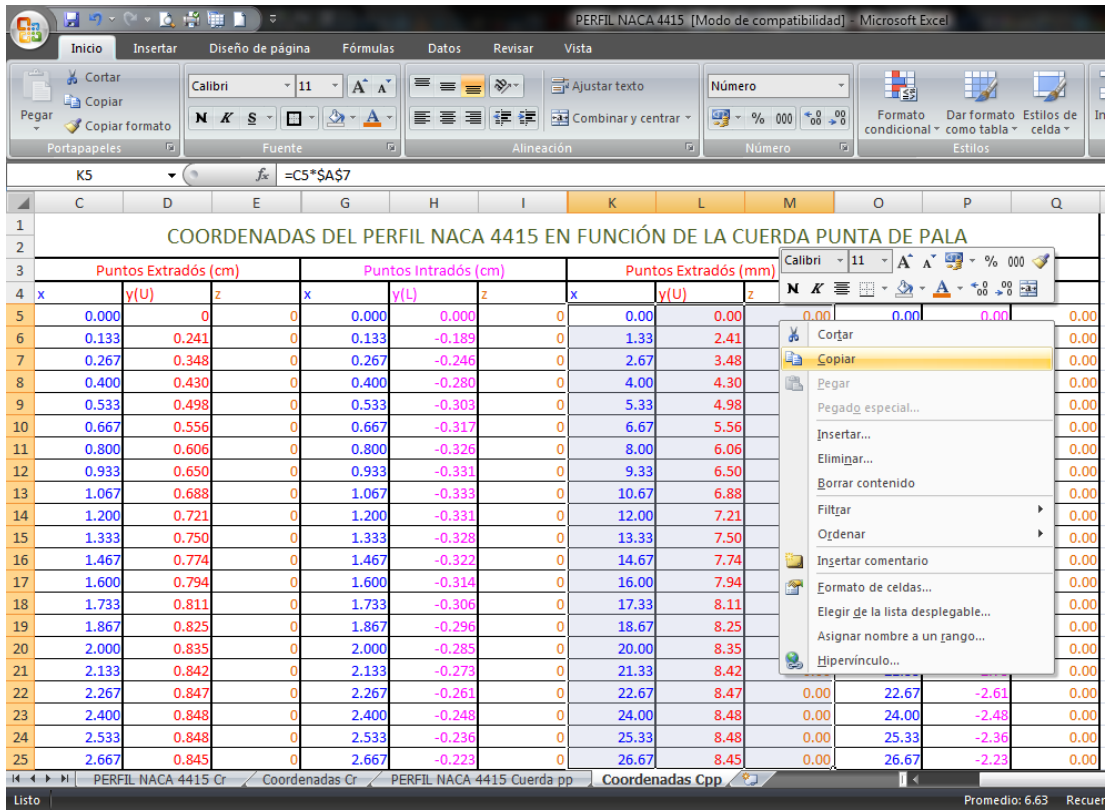 PERFIL NACA 4415 [Modo de compatibilidad] - Microsoft Excel
Inicio Insertar Diseño de página Fórmulas Datos Revisar Vista
Cortar
Copiar
Copiar formato
Pegar
Calibri 11
N K S
Ajustar texto
Combinar y centrar
Número
% 000
Formato condicional
Dar formato como tabla
Estilos de celda
Portapapeles Fuente Alineación Número Estilos
K5 fx =C5*$A$7
C D E G H I K L M O P Q
1
2 COORDENADAS DEL PERFIL NACA 4415 EN FUNCIÓN DE LA CUERDA PUNTA DE PALA
3 Puntos Extradós (cm) Puntos Intradós (cm) Puntos Extradós (mm)
4 x y(U) z x y(L) z x y(U) z
5 0.000 0 0 0.000 0.000 0 0.00 0.00 0.00 0.00 0.00 0.00
6 0.133 0.241 0 0.133 -0.189 0 1.33 2.41 0.00
7 0.267 0.348 0 0.267 -0.246 0 2.67 3.48 0.00
8 0.400 0.430 0 0.400 -0.280 0 4.00 4.30 0.00
9 0.533 0.498 0 0.533 -0.303 0 5.33 4.98 0.00
10 0.667 0.556 0 0.667 -0.317 0 6.67 5.56 0.00
11 0.800 0.606 0 0.800 -0.326 0 8.00 6.06 0.00
12 0.933 0.650 0 0.933 -0.331 0 9.33 6.50 0.00
13 1.067 0.688 0 1.067 -0.333 0 10.67 6.88 0.00
14 1.200 0.721 0 1.200 -0.331 0 12.00 7.21 0.00
15 1.333 0.750 0 1.333 -0.328 0 13.33 7.50 0.00
16 1.467 0.774 0 1.467 -0.322 0 14.67 7.74 0.00
17 1.600 0.794 0 1.600 -0.314 0 16.00 7.94 0.00
18 1.733 0.811 0 1.733 -0.306 0 17.33 8.11 0.00
19 1.867 0.825 0 1.867 -0.296 0 18.67 8.25 0.00
20 2.000 0.835 0 2.000 -0.285 0 20.00 8.35 0.00
21 2.133 0.842 0 2.133 -0.273 0 21.33 8.42 0.00
22 2.267 0.847 0 2.267 -0.261 0 22.67 8.47 0.00 22.67 -2.61 0.00
23 2.400 0.848 0 2.400 -0.248 0 24.00 8.48 0.00 24.00 -2.48 0.00
24 2.533 0.848 0 2.533 -0.236 0 25.33 8.48 0.00 25.33 -2.36 0.00
25 2.667 0.845 0 2.667 -0.223 0 26.67 8.45 0.00 26.67 -2.23 0.00
Calibri 11 % 000
N K
Cortar
Copiar
Pegar
Pegado especial...
Insertar...
Eliminar...
Borrar contenido
Filtrar
Ordenar
Insertar comentario
Formato de celdas...
Elegir de la lista desplegable...
Asignar nombre a un rango...
Hipervínculo...
PERFIL NACA 4415 Cr Coordenadas Cr PERFIL NACA 4415 Cuerda pp Coordenadas Cpp
Listo Promedio: 6.63 Recuer